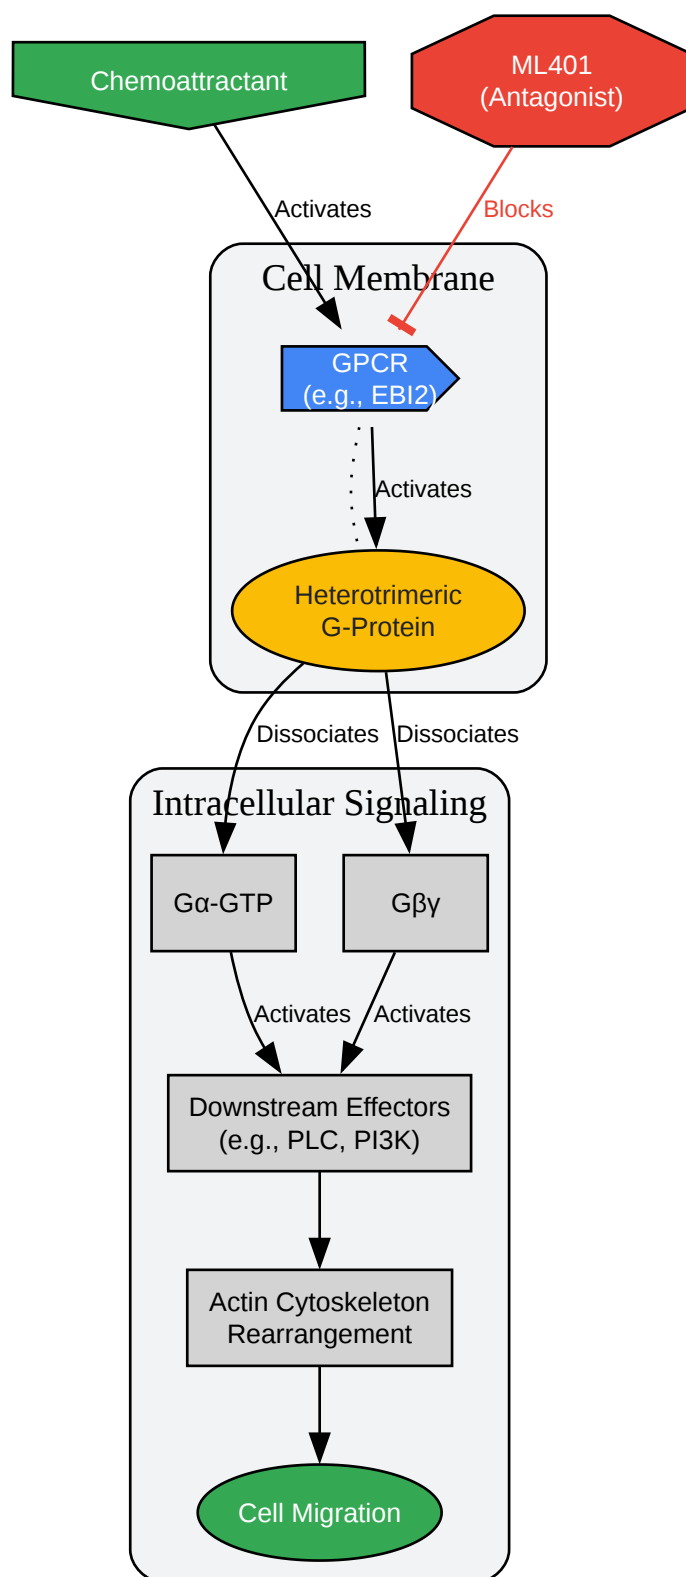 Chemoattractant
ML401
(Antagonist)
Activates
Blocks
Cell Membrane
GPCR
(e.g., EBI2)
Activates
Heterotrimeric
G-Protein
Dissociates
Dissociates
Intracellular Signaling
Gα-GTP
Gβγ
Activates
Activates
Downstream Effectors
(e.g., PLC, PI3K)
Actin Cytoskeleton
Rearrangement
Cell Migration